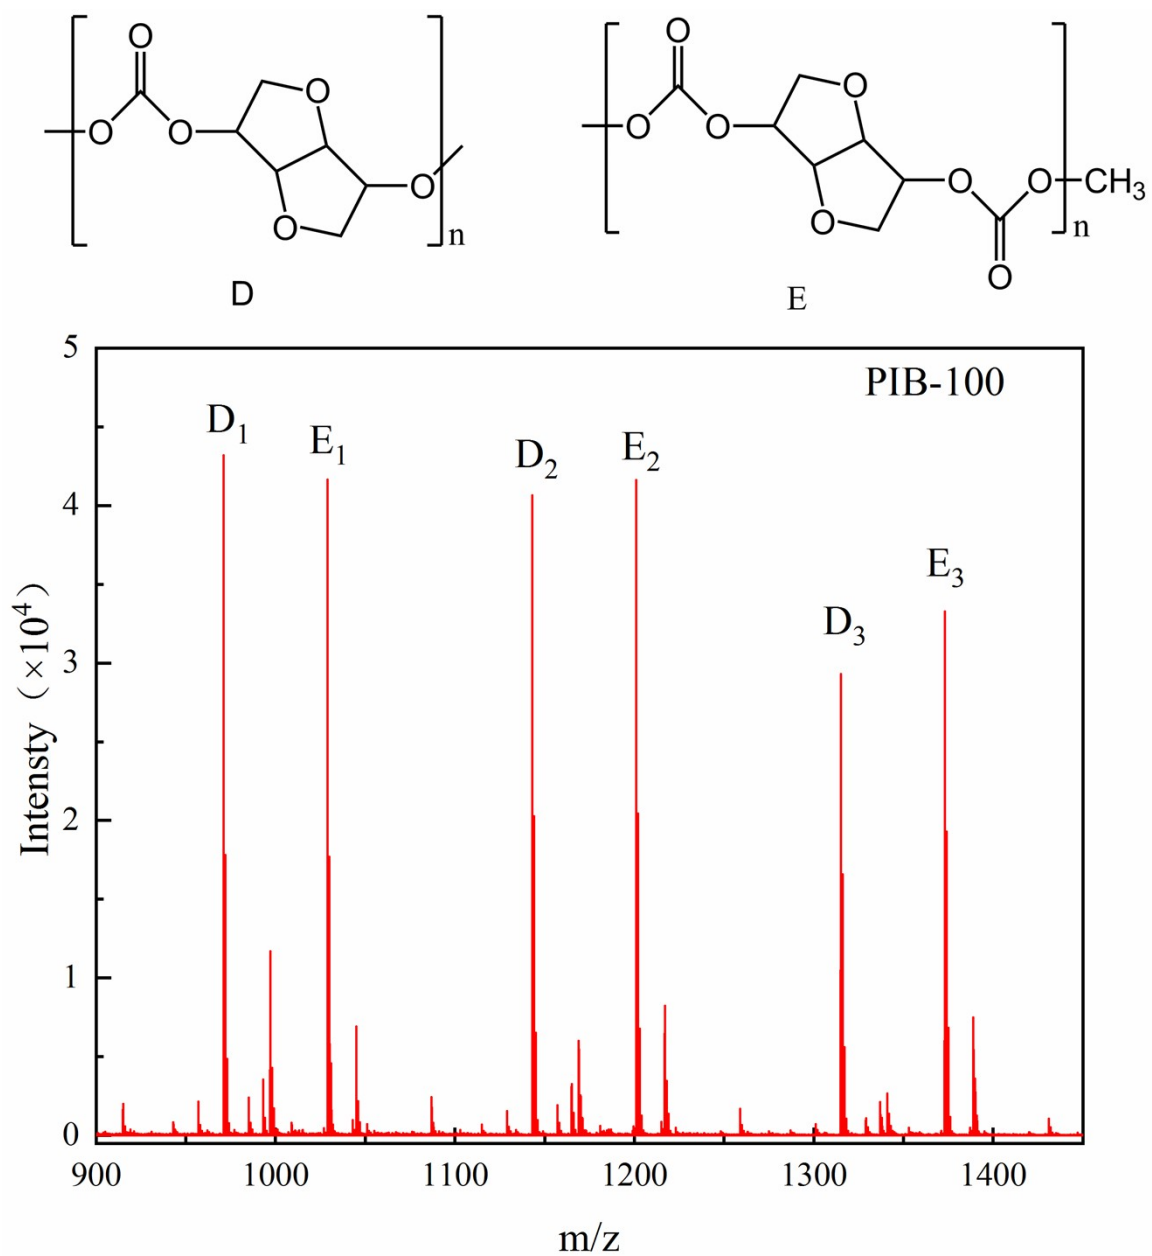 O
O
O
O
O
O
n
D
O
O
O
O
O
O
O
O
CH₃
n
E
PIB-100
D₁
E₁
D₂
E₂
D₃
E₃
5
4
3
2
1
0
Intensty（×10⁴）
900 1000 1100 1200 1300 1400
m/z